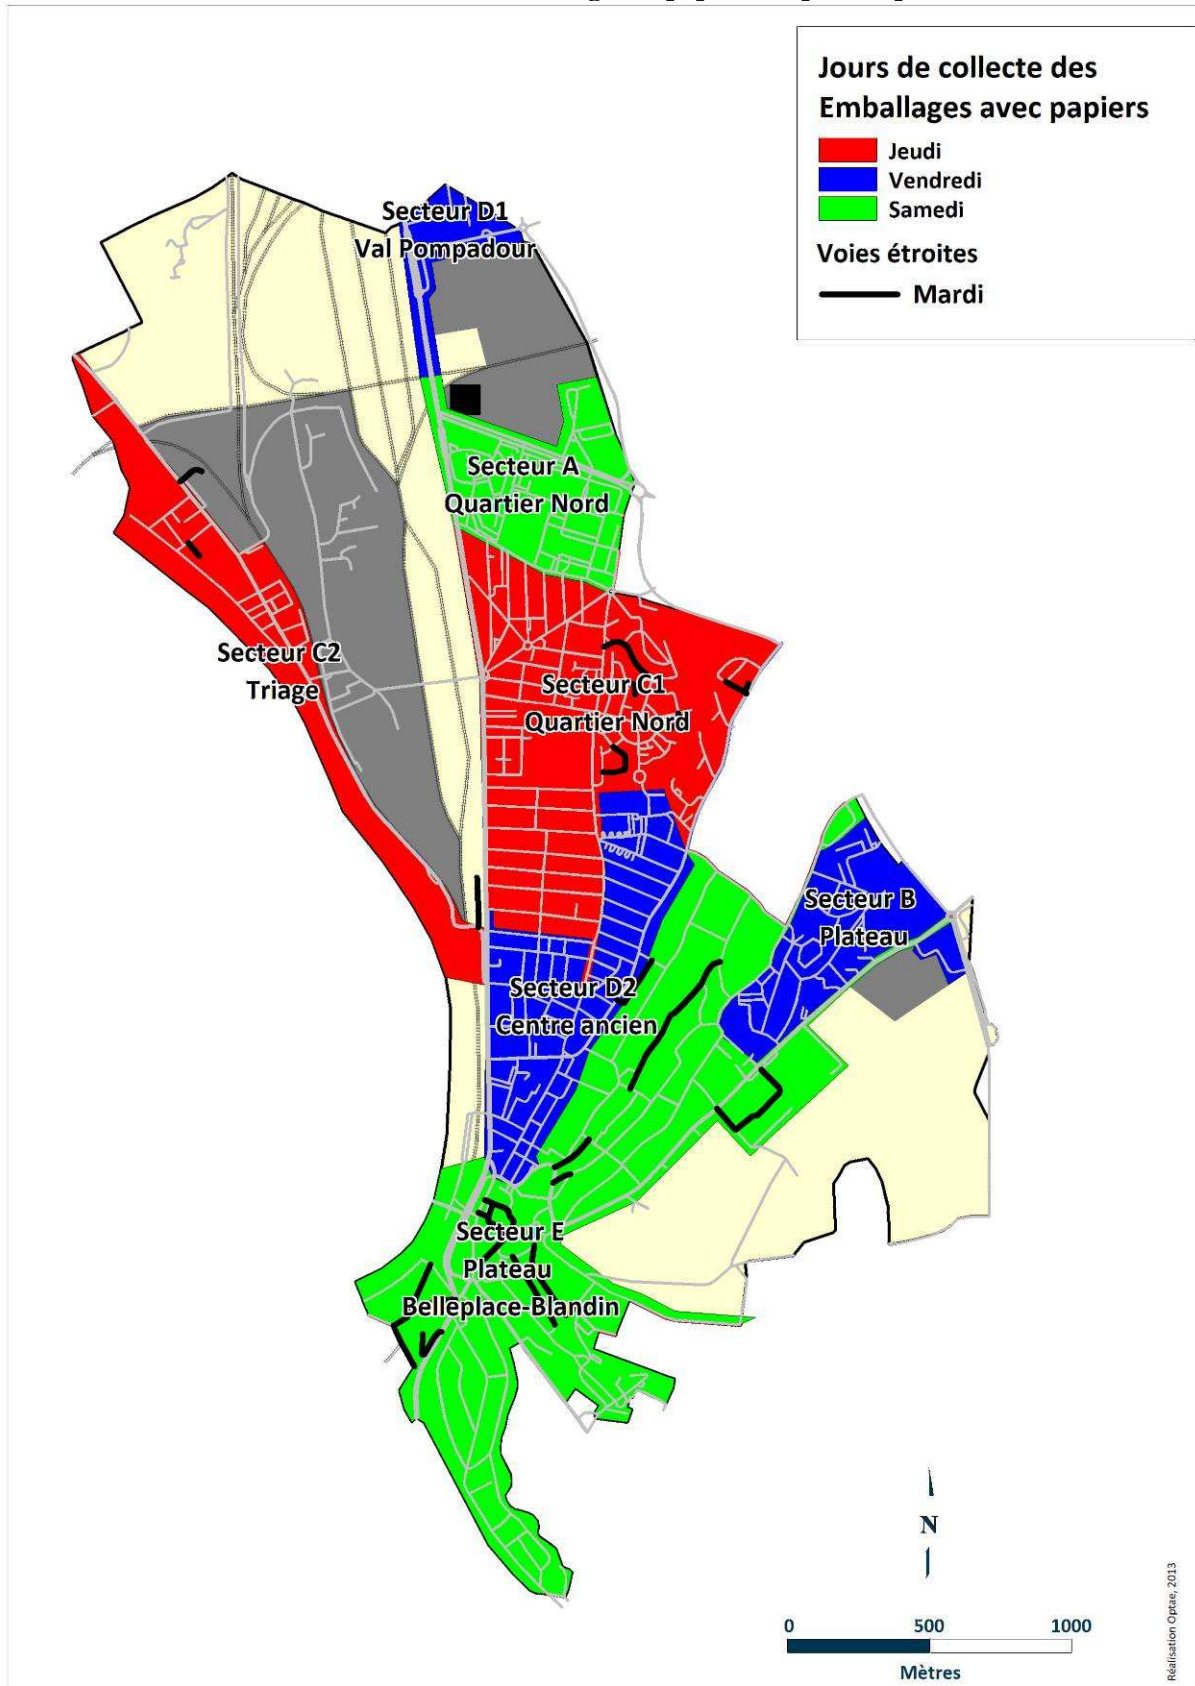 Jours de collecte des
Emballages avec papiers
Jeudi
Vendredi
Samedi
Voies étroites
Mardi
Secteur D1
Val Pompadour
Secteur A
Quartier Nord
Secteur C2
Triage
Secteur C1
Quartier Nord
Secteur B
Plateau
Secteur D2
Centre ancien
Secteur E
Plateau
Belleplace-Blandin
N
0 500 1000
Mètres
Réalisation Optae, 2013